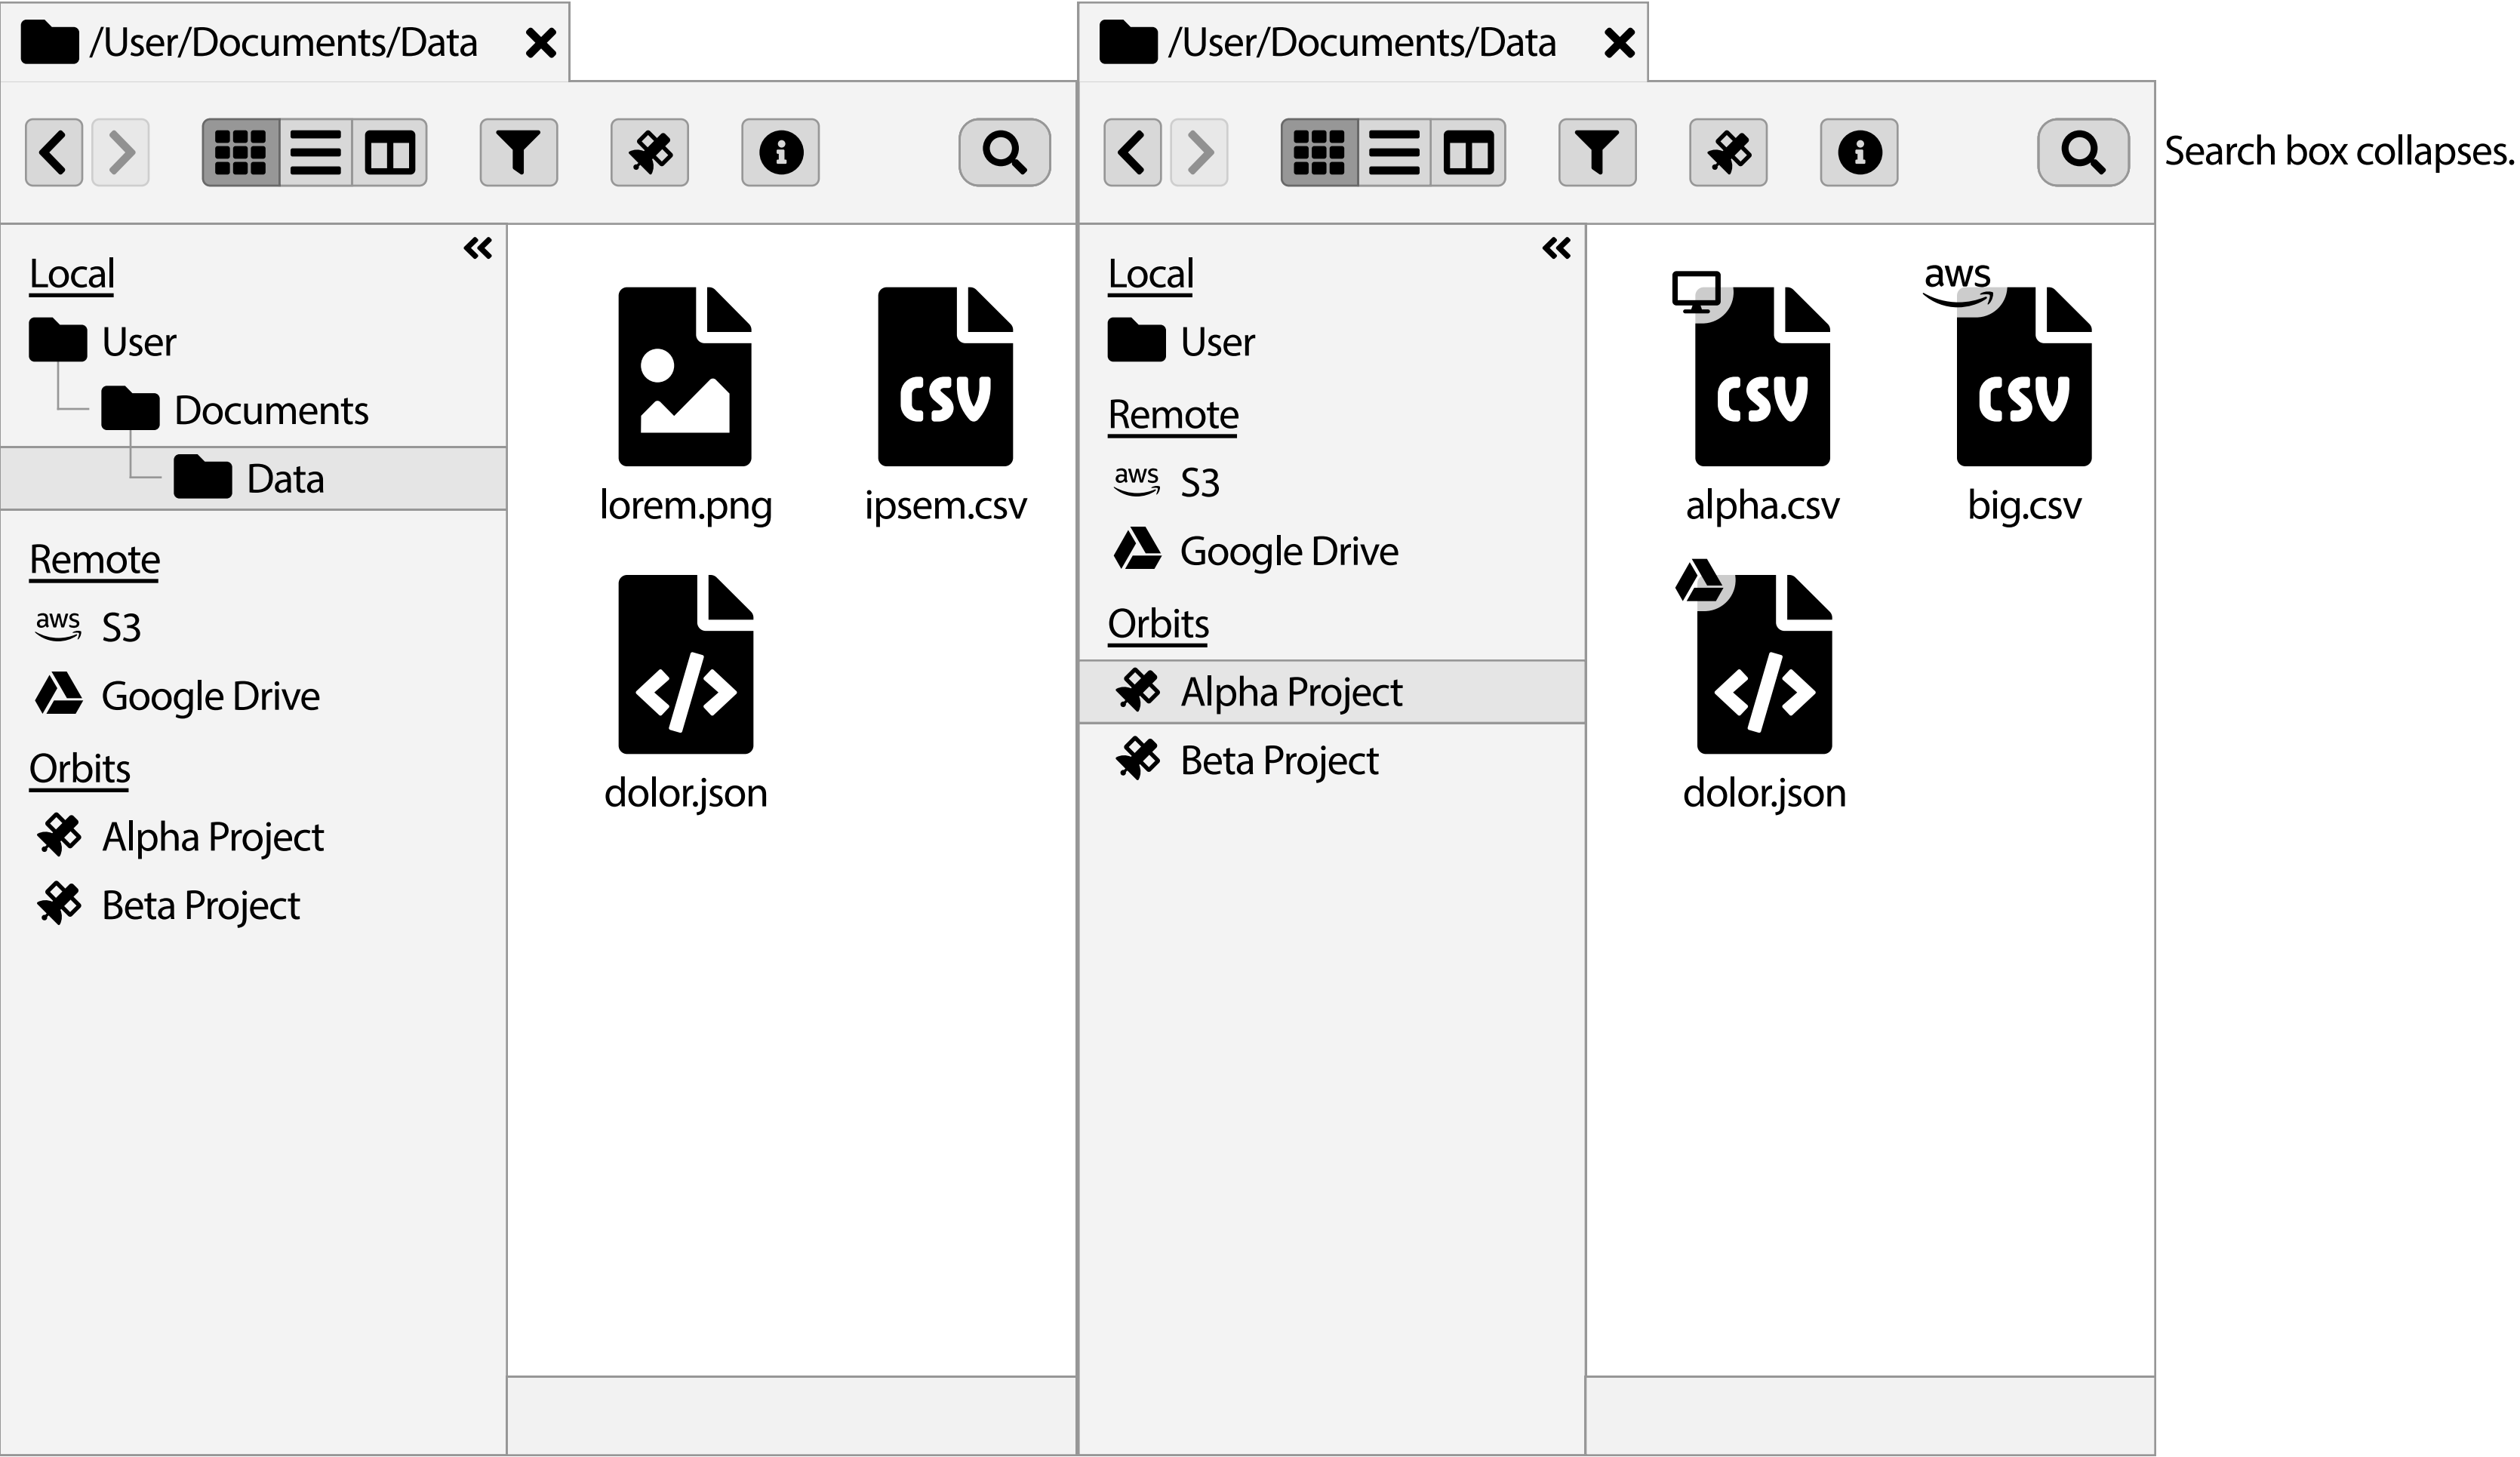 /User/Documents/Data
Local
User
Documents
Data
Remote
aws S3
Google Drive
Orbits
Alpha Project
Beta Project
lorem.png
CSV
ipsem.csv
</>
dolor.json
/User/Documents/Data
Search box collapses.
Local
User
Remote
aws S3
Google Drive
Orbits
Alpha Project
Beta Project
CSV
alpha.csv
aws
CSV
big.csv
</>
dolor.json